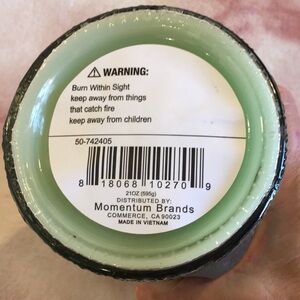 ⚠ WARNING:
Burn Within Sight
keep away from things
that catch fire
keep away from children
50-742405
8 18068 10270 9
21OZ (595g)
DISTRIBUTED BY:
Momentum Brands
COMMERCE, CA 90023
MADE IN VIETNAM